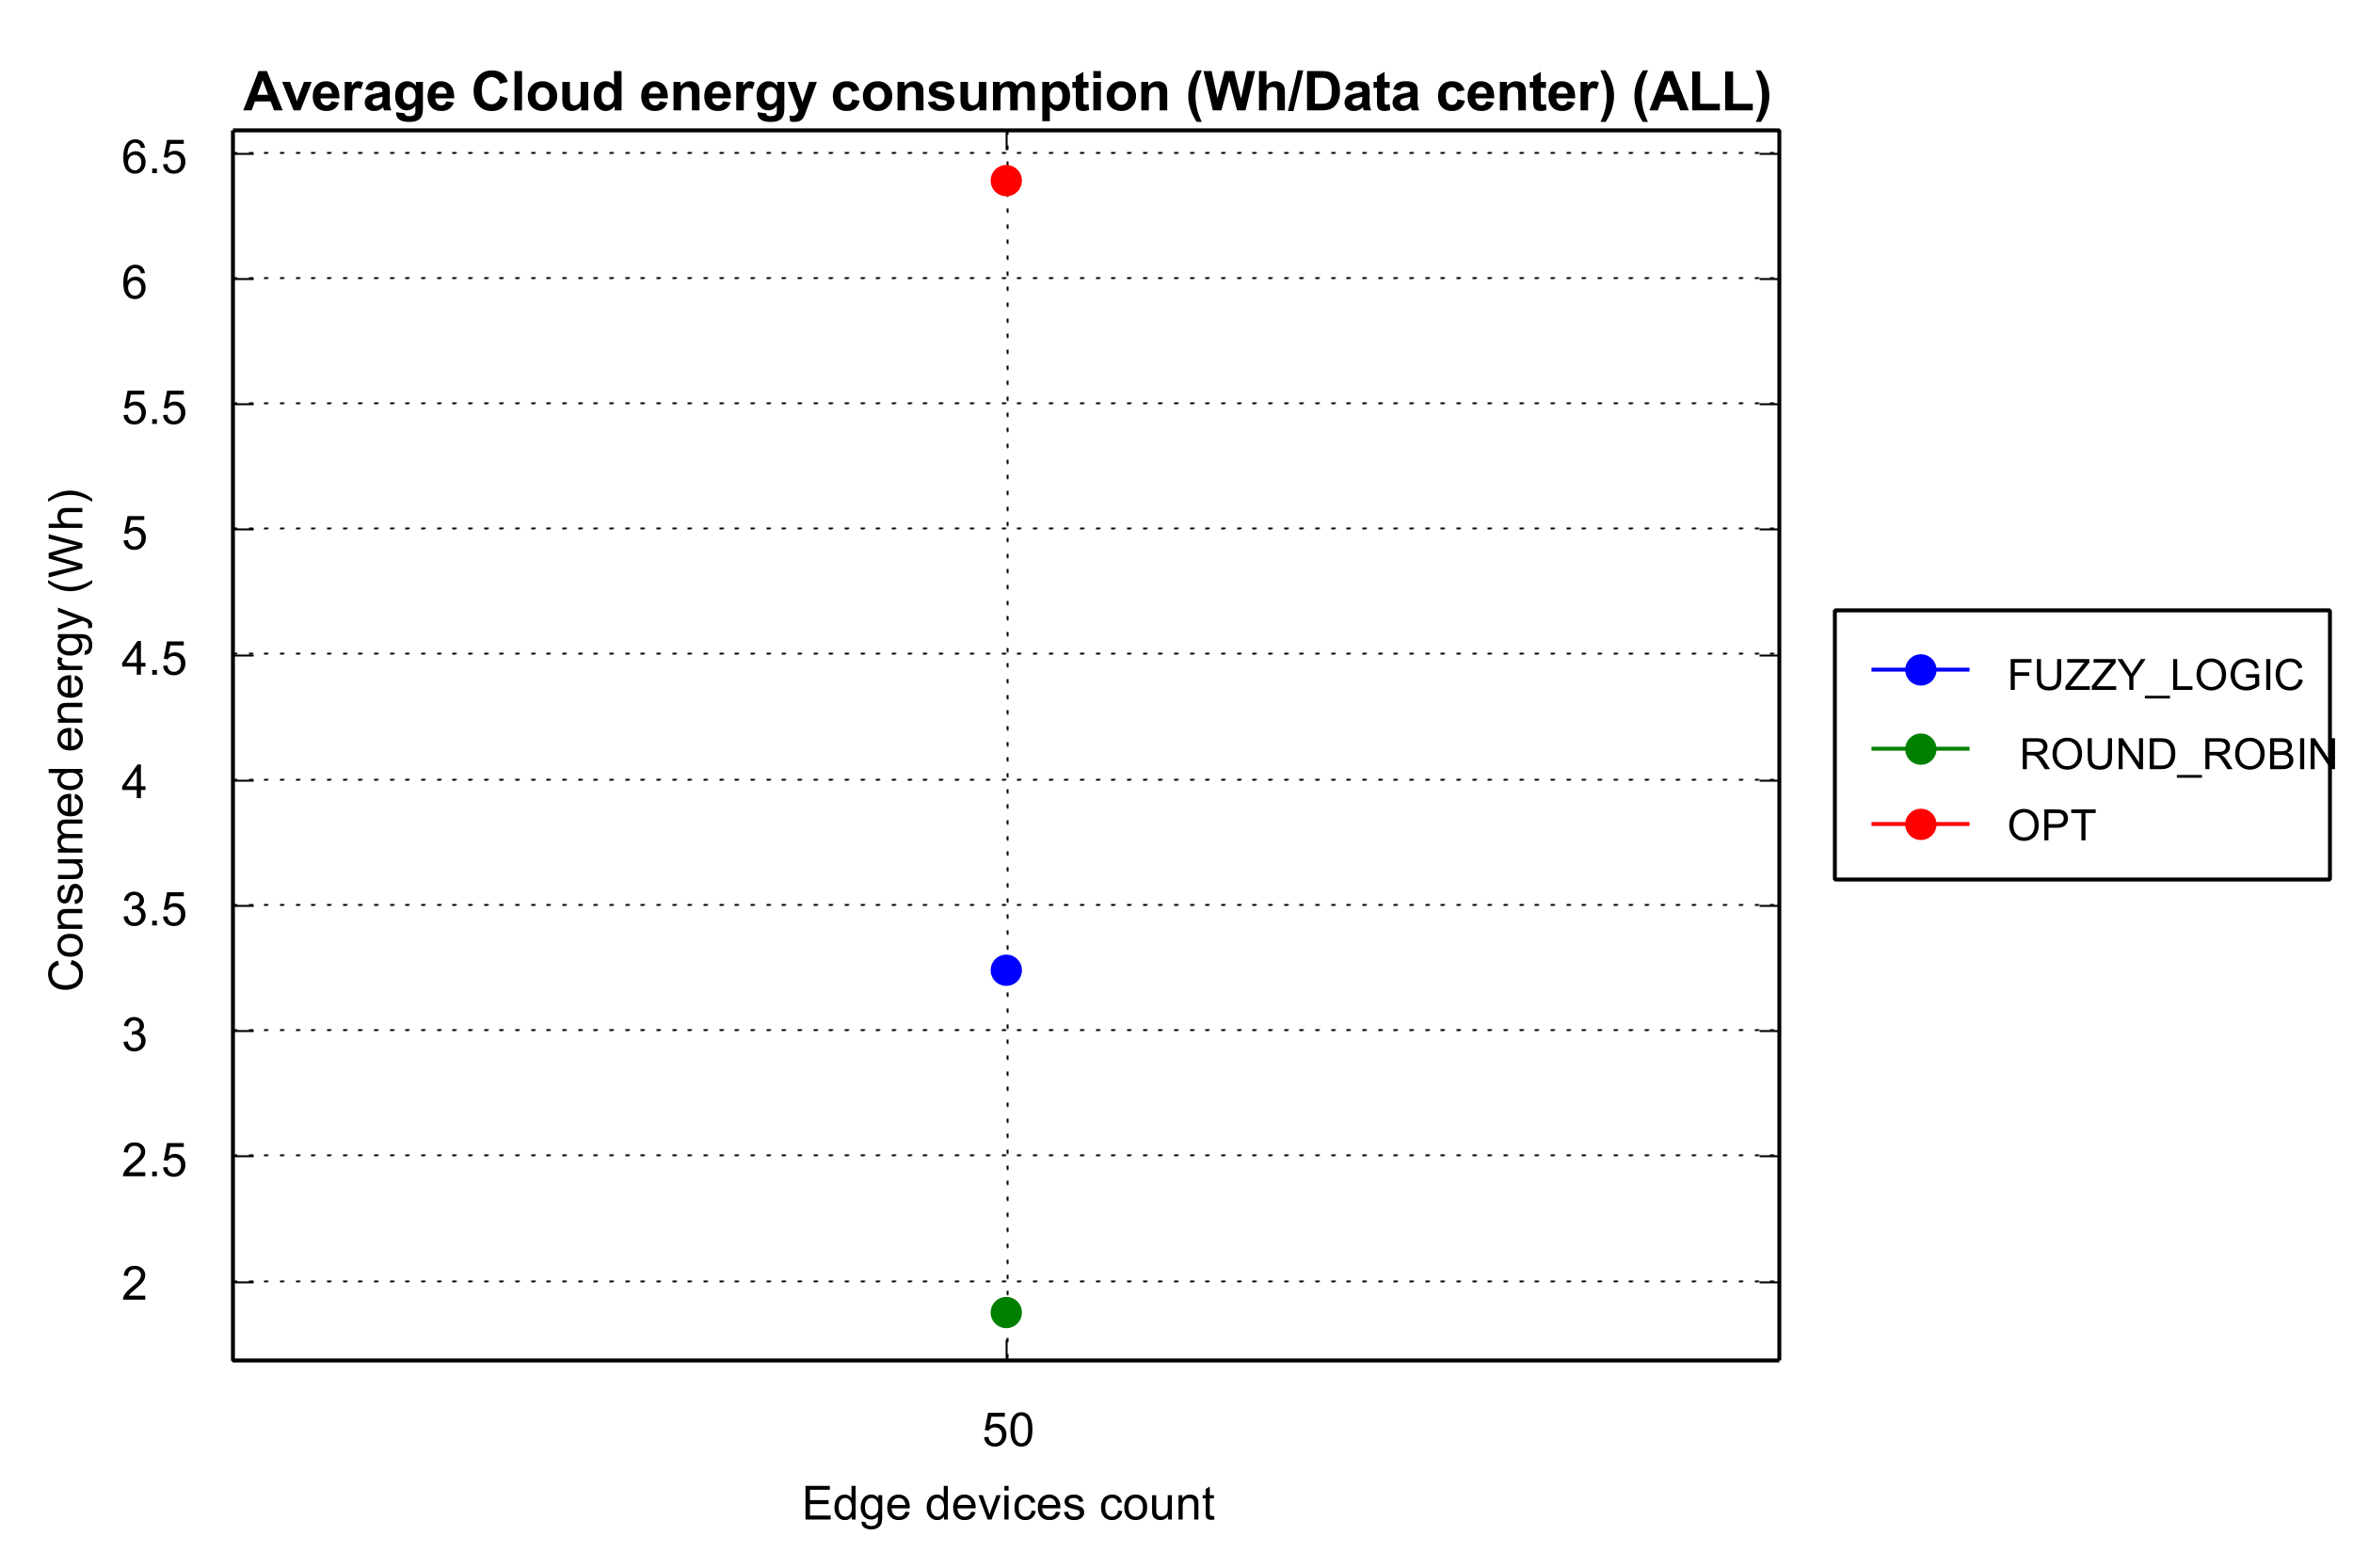 Average Cloud energy consumption (Wh/Data center) (ALL)
6.5
6
5.5
5
4.5
4
3.5
3
2.5
2
Consumed energy (Wh)
50
Edge devices count
FUZZY_LOGIC
ROUND_ROBIN
OPT